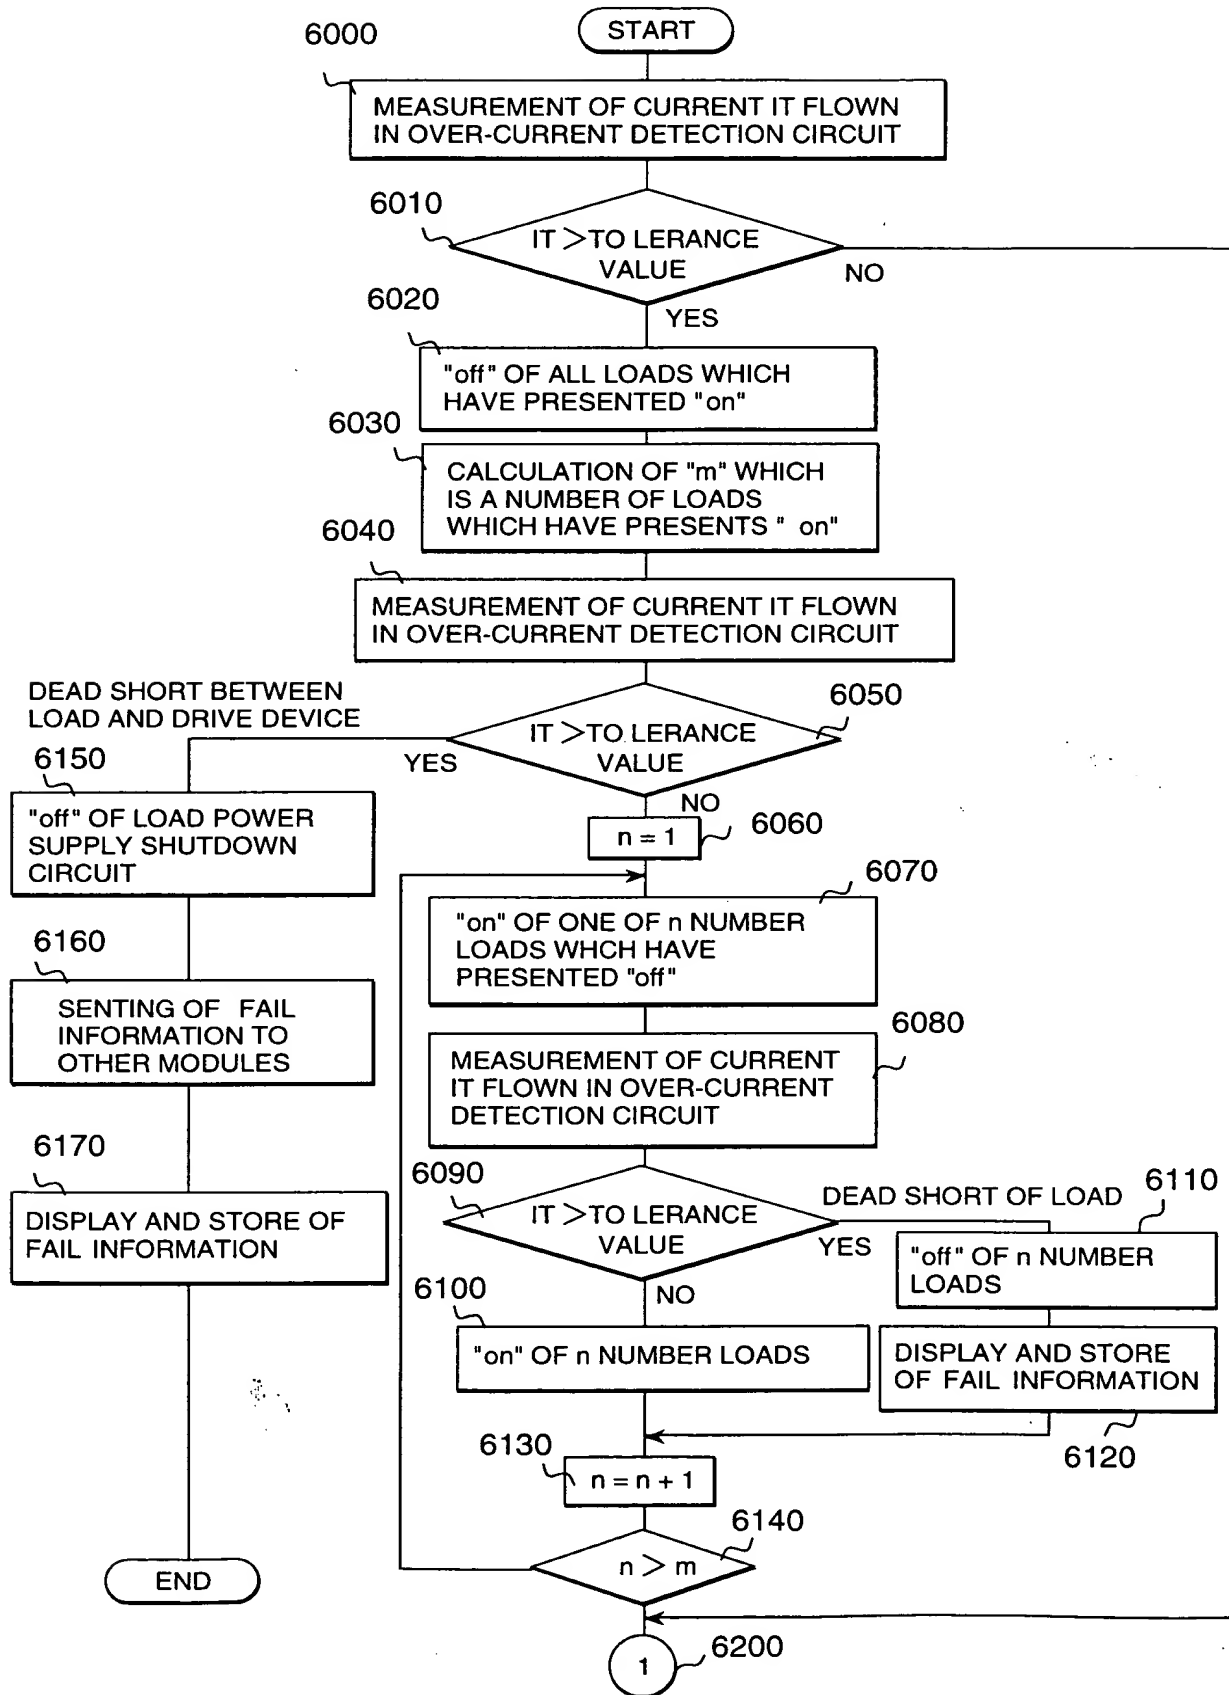 START
6000
MEASUREMENT OF CURRENT IT FLOWN
IN OVER-CURRENT DETECTION CIRCUIT
6010
IT >TO LERANCE
VALUE
NO
YES
6020
"off" OF ALL LOADS WHICH
HAVE PRESENTED "on"
6030
CALCULATION OF "m" WHICH
IS A NUMBER OF LOADS
WHICH HAVE PRESENTS " on"
6040
MEASUREMENT OF CURRENT IT FLOWN
IN OVER-CURRENT DETECTION CIRCUIT
DEAD SHORT BETWEEN
LOAD AND DRIVE DEVICE
6050
IT >TO LERANCE
VALUE
YES
NO
6150
"off" OF LOAD POWER
SUPPLY SHUTDOWN
CIRCUIT
6060
n = 1
6070
"on" OF ONE OF n NUMBER
LOADS WHCH HAVE
PRESENTED "off"
6160
SENTING OF FAIL
INFORMATION TO
OTHER MODULES
6080
MEASUREMENT OF CURRENT
IT FLOWN IN OVER-CURRENT
DETECTION CIRCUIT
6170
DISPLAY AND STORE OF
FAIL INFORMATION
6090
IT >TO LERANCE
VALUE
DEAD SHORT OF LOAD
YES
NO
6110
"off" OF n NUMBER
LOADS
6100
"on" OF n NUMBER LOADS
DISPLAY AND STORE
OF FAIL INFORMATION
6120
6130
n = n + 1
6140
n > m
END
1
6200